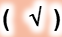 ( √ )